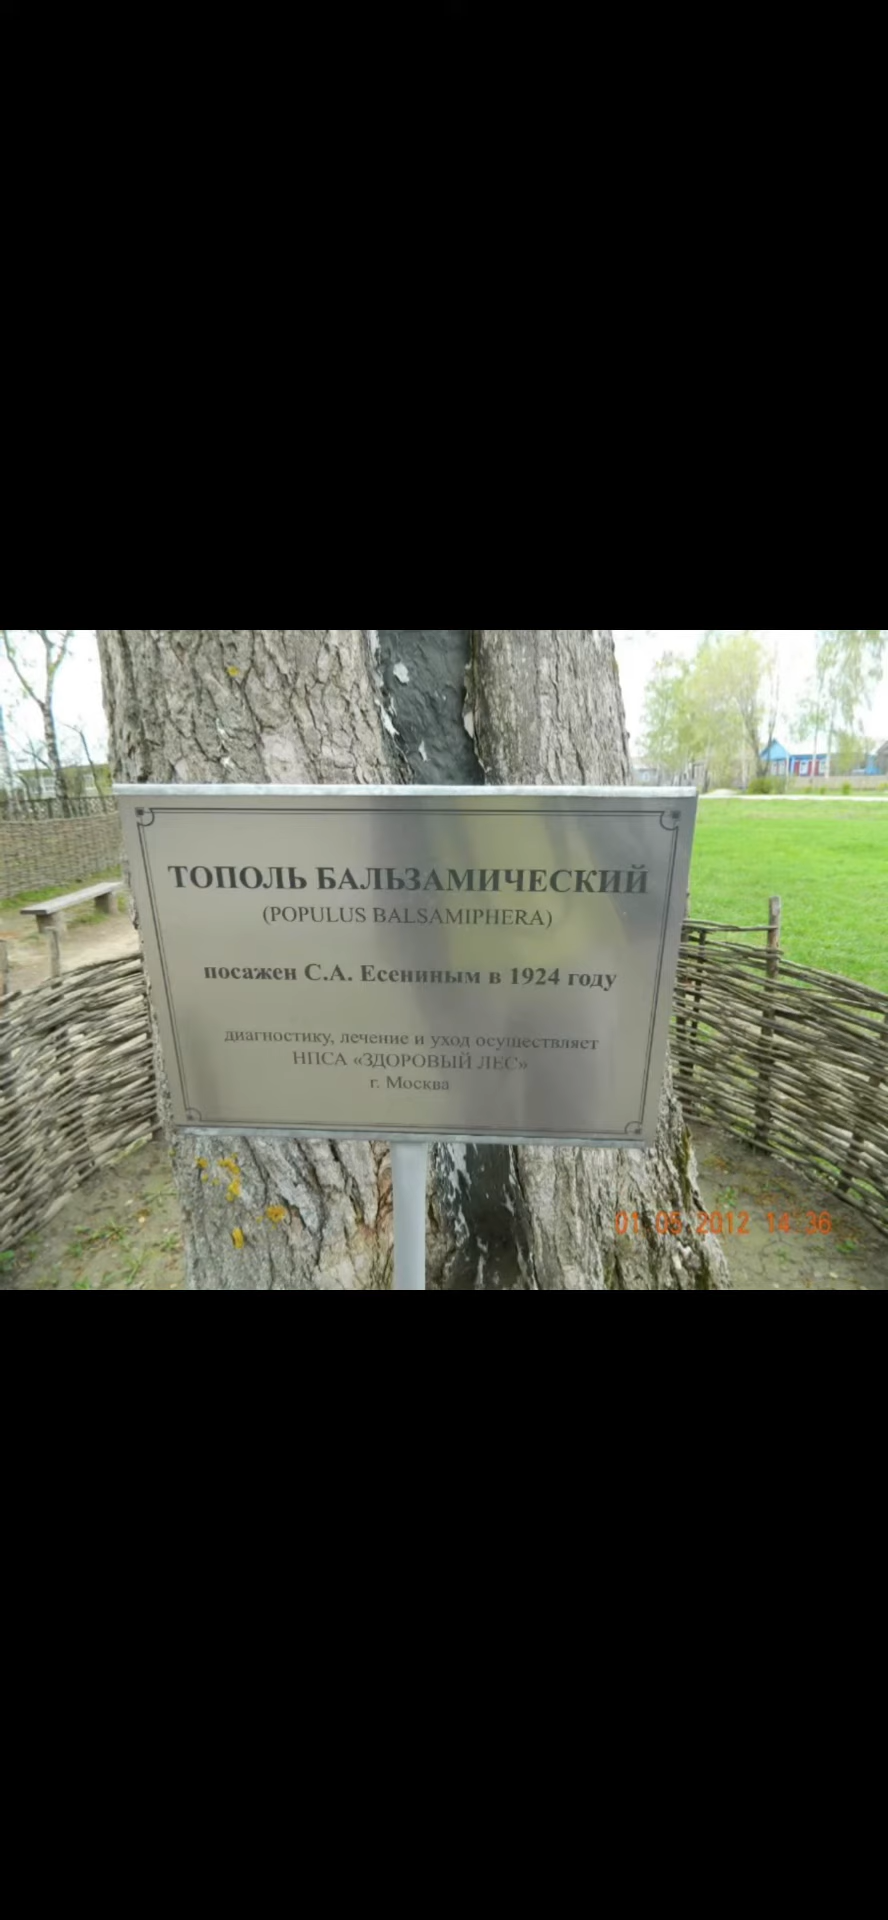 ТОПОЛЬ БАЛЬЗАМИЧЕСКИЙ
(POPULUS BALSAMIPHERA)
посажен С.А. Есениным в 1924 году
диагностику, лечение и уход осуществляет
НПСА «ЗДОРОВЫЙ ЛЕС»
г. Москва
01 05 2012 14:36